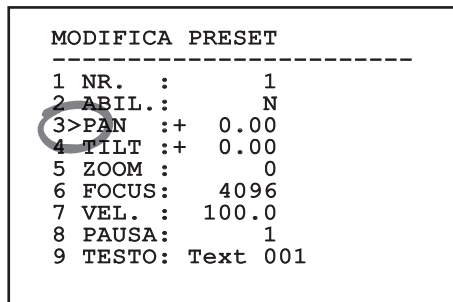 MODIFICA PRESET
------------------------
1 NR. : 1
2 ABIL.: N
3>PAN :+ 0.00
4 TILT :+ 0.00
5 ZOOM : 0
6 FOCUS: 4096
7 VEL. : 100.0
8 PAUSA: 1
9 TESTO: Text 001